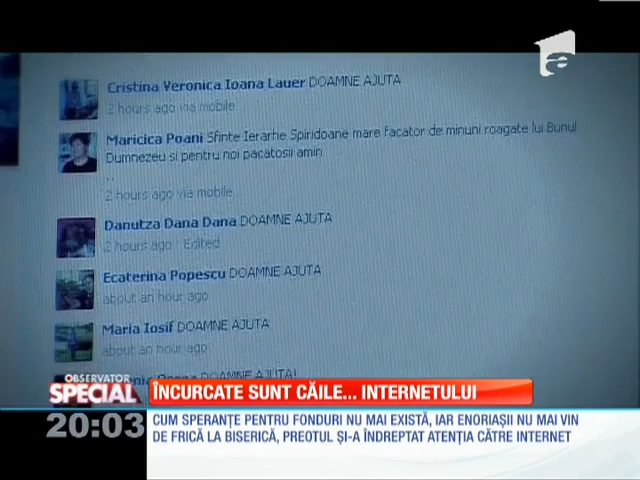 Cristina Veronica Ioana Lauer DOAMNE AJUTA
2 hours ago via mobile
Maricica Poani Sfinte Ierarhe Spiridoane mare facator de minuni roagate lui Bunul
Dumnezeu si pentru noi pacatosii amin
..
2 hours ago via mobile
Danutza Dana Dana DOAMNE AJUTA
2 hours ago · Edited
Ecaterina Popescu DOAMNE AJUTA
about an hour ago
Maria Iosif DOAMNE AJUTA
about an hour ago
DOAMNE AJUTA!
OBSERVATOR
SPECIAL
ÎNCURCATE SUNT CĂILE... INTERNETULUI
20:03
CUM SPERANȚE PENTRU FONDURI NU MAI EXISTĂ, IAR ENORIAȘII NU MAI VIN
DE FRICĂ LA BISERICĂ, PREOTUL ȘI-A ÎNDREPTAT ATENȚIA CĂTRE INTERNET